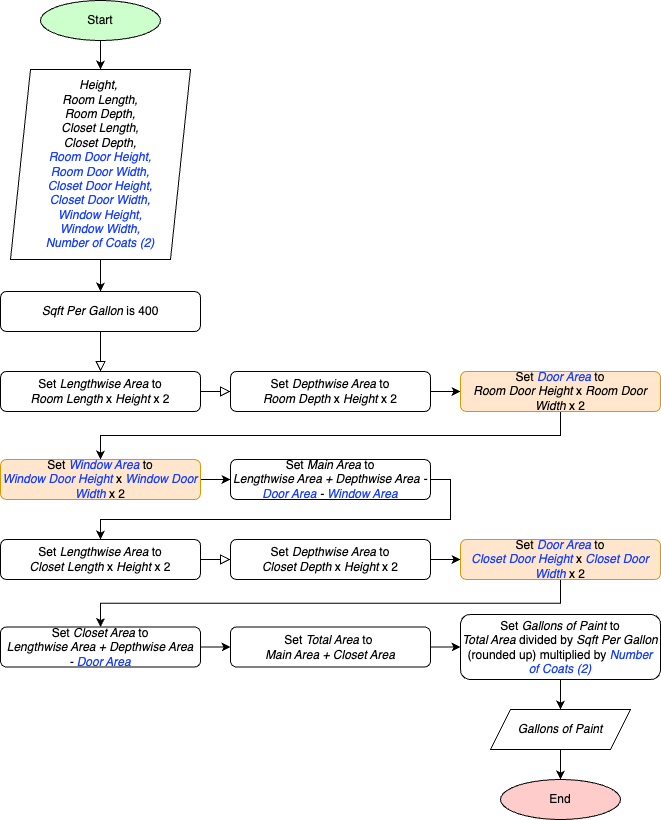 Start
Height,
Room Length,
Room Depth,
Closet Length,
Closet Depth,
Room Door Height,
Room Door Width,
Closet Door Height,
Closet Door Width,
Window Height,
Window Width,
Number of Coats (2)
Sqft Per Gallon is 400
Set Lengthwise Area to
Room Length x Height x 2
Set Depthwise Area to
Room Depth x Height x 2
Set Door Area to
Room Door Height x Room Door
Width x 2
Set Window Area to
Window Door Height x Window Door
Width x 2
Set Main Area to
Lengthwise Area + Depthwise Area -
Door Area - Window Area
Set Lengthwise Area to
Closet Length x Height x 2
Set Depthwise Area to
Closet Depth x Height x 2
Set Door Area to
Closet Door Height x Closet Door
Width x 2
Set Closet Area to
Lengthwise Area + Depthwise Area
- Door Area
Set Total Area to
Main Area + Closet Area
Set Gallons of Paint to
Total Area divided by Sqft Per Gallon
(rounded up) multiplied by Number
of Coats (2)
Gallons of Paint
End